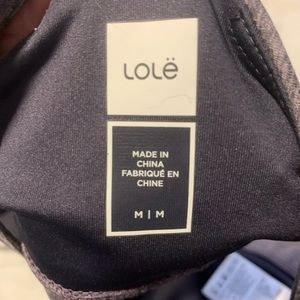 LOLË
MADE IN
CHINA
FABRIQUÉ EN
CHINE
M | M